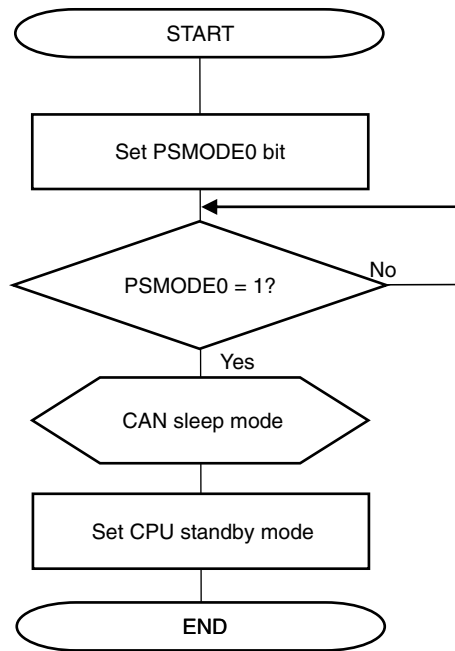 START
Set PSMODE0 bit
PSMODE0 = 1?
No
Yes
CAN sleep mode
Set CPU standby mode
END